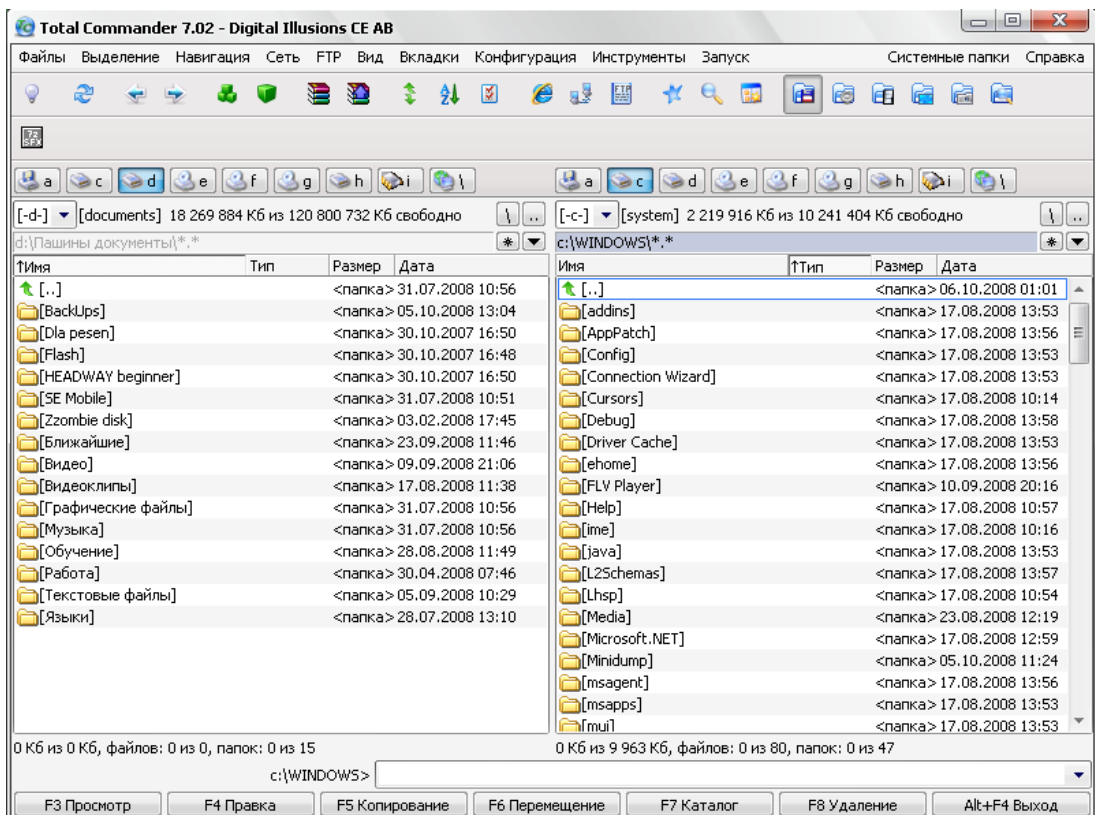 Total Commander 7.02 - Digital Illusions CE AB
Файлы Выделение Навигация Сеть FTP Вид Вкладки Конфигурация Инструменты Запуск Системные папки Справка
7z SFX
a c d e f g h i \ a c d e f g h i \
[-d-] [documents] 18 269 884 Кб из 120 800 732 Кб свободно \ .. [-c-] [system] 2 219 916 Кб из 10 241 404 Кб свободно \ ..
d:\Пашины документы\*.* * c:\WINDOWS\*.* *
↑Имя Тип Размер Дата Имя ↑Тип Размер Дата
[..] <папка> 31.07.2008 10:56 [..] <папка> 06.10.2008 01:01
[BackUps] <папка> 05.10.2008 13:04 [addins] <папка> 17.08.2008 13:53
[Dla pesen] <папка> 30.10.2007 16:50 [AppPatch] <папка> 17.08.2008 13:56
[Flash] <папка> 30.10.2007 16:48 [Config] <папка> 17.08.2008 13:53
[HEADWAY beginner] <папка> 30.10.2007 16:50 [Connection Wizard] <папка> 17.08.2008 13:53
[SE Mobile] <папка> 31.07.2008 10:51 [Cursors] <папка> 17.08.2008 10:14
[Zzombie disk] <папка> 03.02.2008 17:45 [Debug] <папка> 17.08.2008 13:58
[Ближайшие] <папка> 23.09.2008 11:46 [Driver Cache] <папка> 17.08.2008 13:53
[Видео] <папка> 09.09.2008 21:06 [ehome] <папка> 17.08.2008 13:56
[Видеоклипы] <папка> 17.08.2008 11:38 [FLV Player] <папка> 10.09.2008 20:16
[Графические файлы] <папка> 31.07.2008 10:56 [Help] <папка> 17.08.2008 10:57
[Музыка] <папка> 31.07.2008 10:56 [ime] <папка> 17.08.2008 10:16
[Обучение] <папка> 28.08.2008 11:49 [java] <папка> 17.08.2008 13:53
[Работа] <папка> 30.04.2008 07:46 [L2Schemas] <папка> 17.08.2008 13:57
[Текстовые файлы] <папка> 05.09.2008 10:29 [Lhsp] <папка> 17.08.2008 10:54
[Языки] <папка> 28.07.2008 13:10 [Media] <папка> 23.08.2008 12:19
[Microsoft.NET] <папка> 17.08.2008 12:59
[Minidump] <папка> 05.10.2008 11:24
[msagent] <папка> 17.08.2008 13:56
[msapps] <папка> 17.08.2008 13:53
[mui] <папка> 17.08.2008 13:53
0 Кб из 0 Кб, файлов: 0 из 0, папок: 0 из 15 0 Кб из 9 963 Кб, файлов: 0 из 80, папок: 0 из 47
c:\WINDOWS>
F3 Просмотр F4 Правка F5 Копирование F6 Перемещение F7 Каталог F8 Удаление Alt+F4 Выход